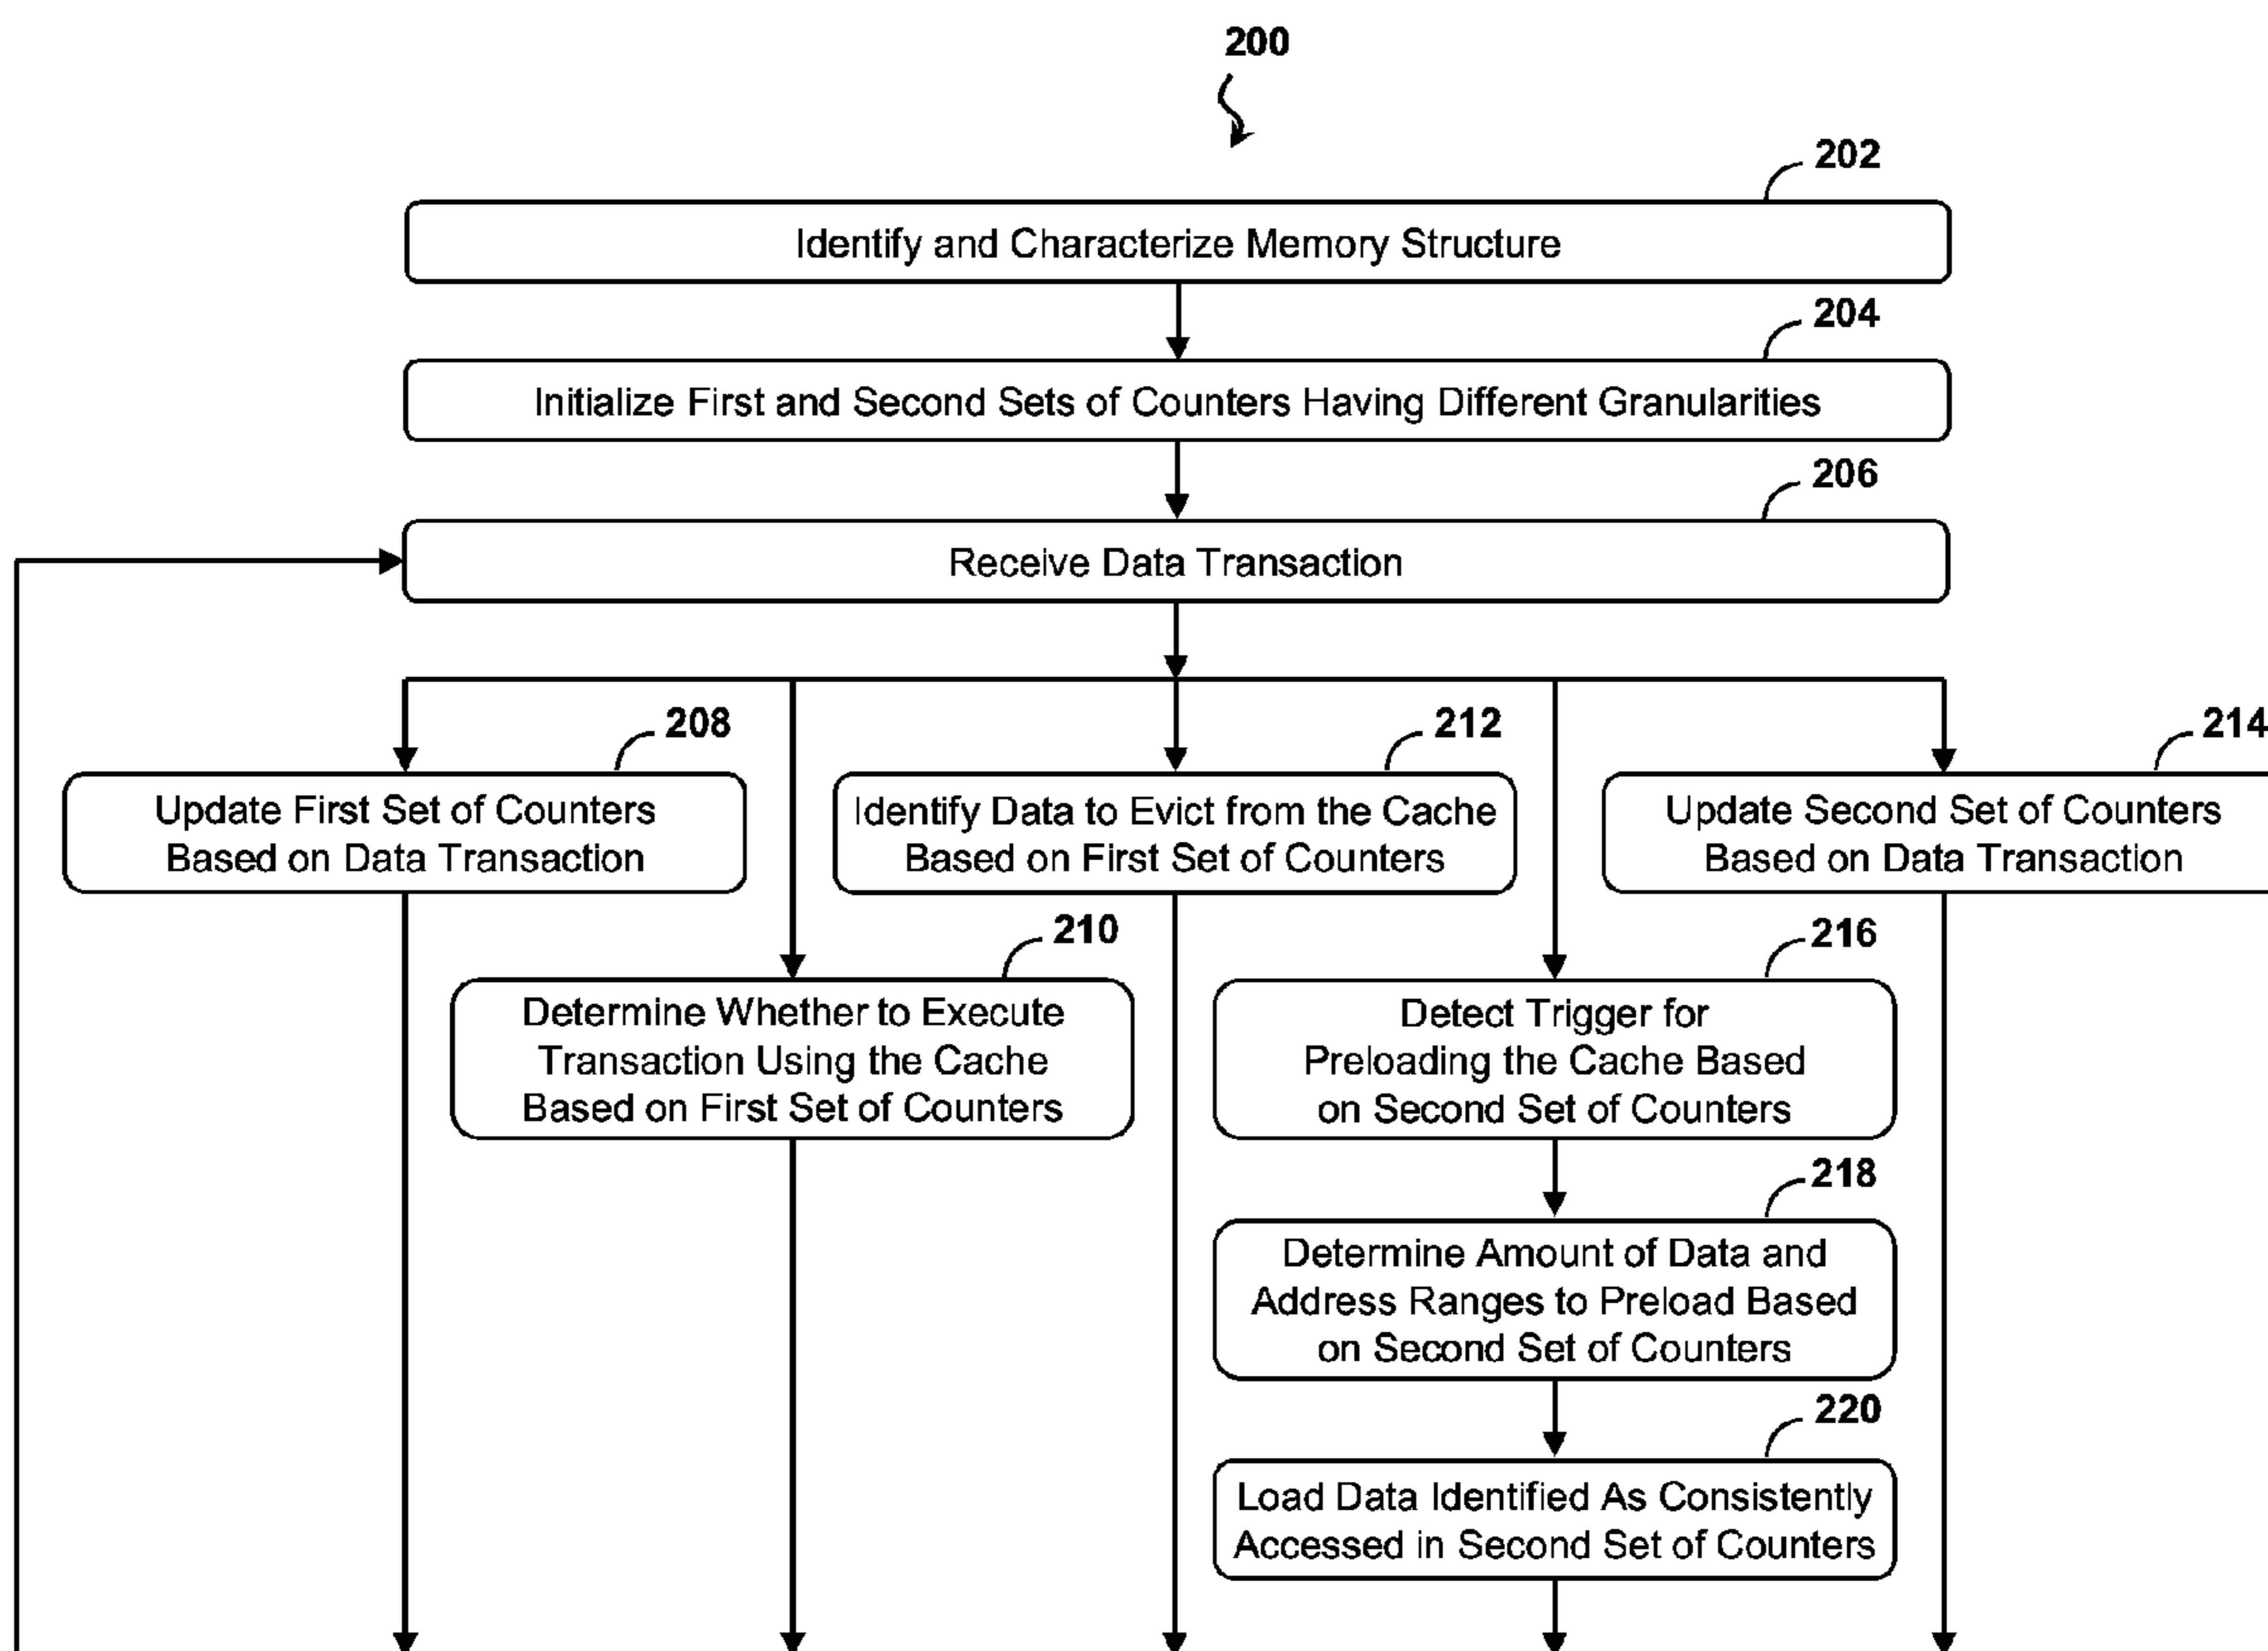 200
202
Identify and Characterize Memory Structure
204
Initialize First and Second Sets of Counters Having Different Granularities
206
Receive Data Transaction
208
Update First Set of Counters
Based on Data Transaction
212
Identify Data to Evict from the Cache
Based on First Set of Counters
214
Update Second Set of Counters
Based on Data Transaction
210
Determine Whether to Execute
Transaction Using the Cache
Based on First Set of Counters
216
Detect Trigger for
Preloading the Cache Based
on Second Set of Counters
218
Determine Amount of Data and
Address Ranges to Preload Based
on Second Set of Counters
220
Load Data Identified As Consistently
Accessed in Second Set of Counters